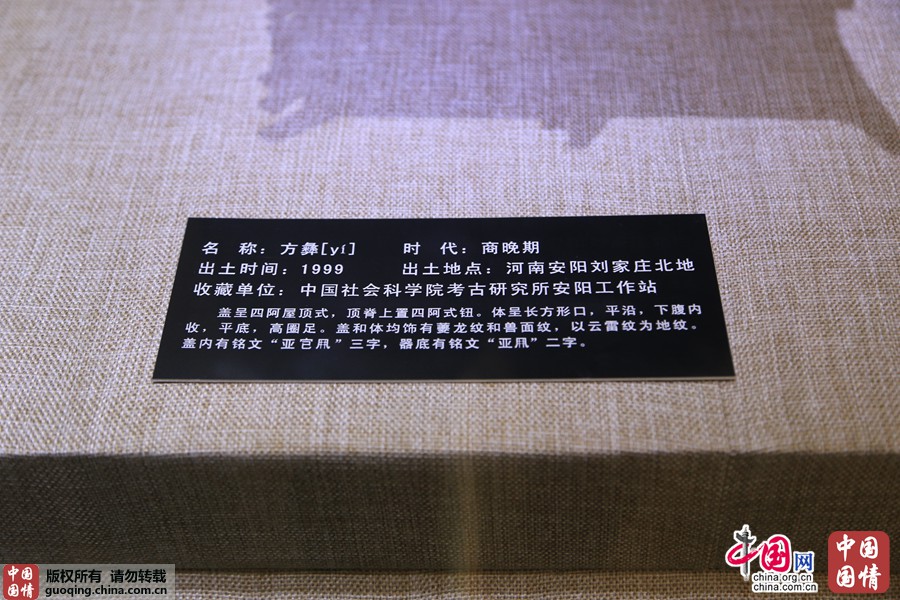 名 称：方彝[yí] 时 代：商晚期
出土时间：1999 出土地点：河南安阳刘家庄北地
收藏单位：中国社会科学院考古研究所安阳工作站
盖呈四阿屋顶式，顶脊上置四阿式钮。体呈长方形口，平沿，下腹内
收，平底，高圈足。盖和体均饰有夔龙纹和兽面纹，以云雷纹为地纹。
盖内有铭文“亚宫凧”三字，器底有铭文“亚凧”二字。
中国国情
版权所有 请勿转载
guoqing.china.com.cn
中国网
china.org.cn
china.com.cn
中国国情